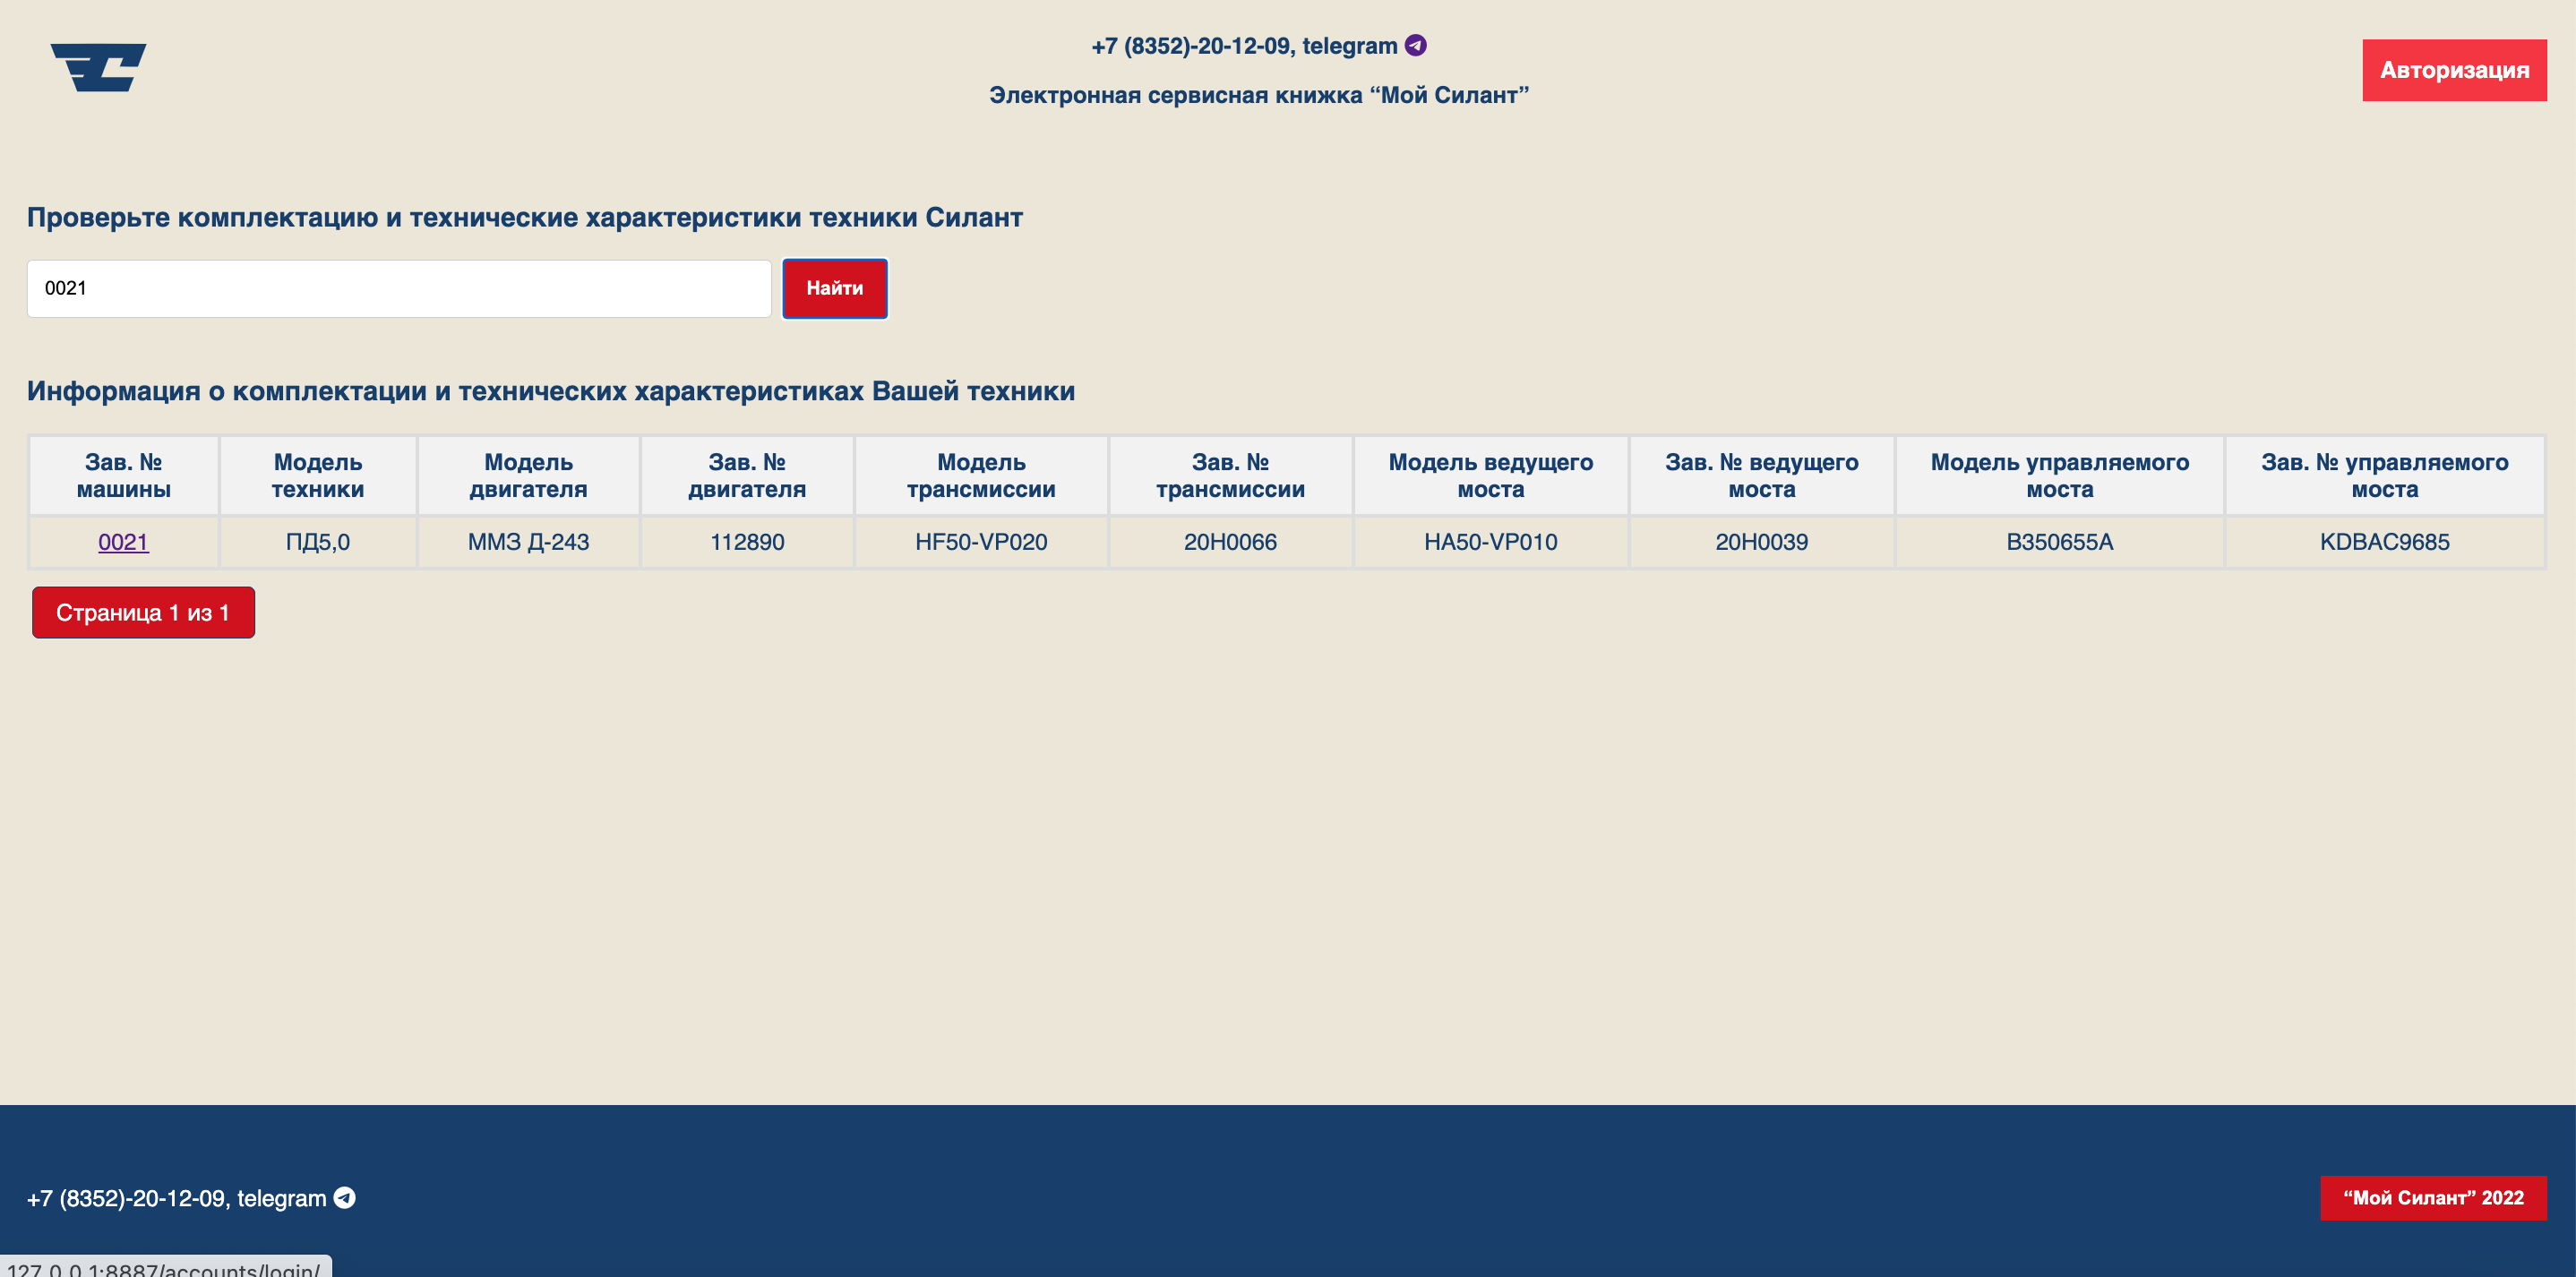 +7 (8352)-20-12-09, telegram
Электронная сервисная книжка “Мой Силант”
Авторизация
Проверьте комплектацию и технические характеристики техники Силант
0021
Найти
Информация о комплектации и технических характеристиках Вашей техники
Зав. № машины
Модель техники
Модель двигателя
Зав. № двигателя
Модель трансмиссии
Зав. № трансмиссии
Модель ведущего моста
Зав. № ведущего моста
Модель управляемого моста
Зав. № управляемого моста
0021 ПД5,0 ММЗ Д-243 112890 HF50-VP020 20H0066 HA50-VP010 20H0039 B350655A KDBAC9685
Страница 1 из 1
+7 (8352)-20-12-09, telegram
“Мой Силант” 2022
127.0.0.1:8887/accounts/login/